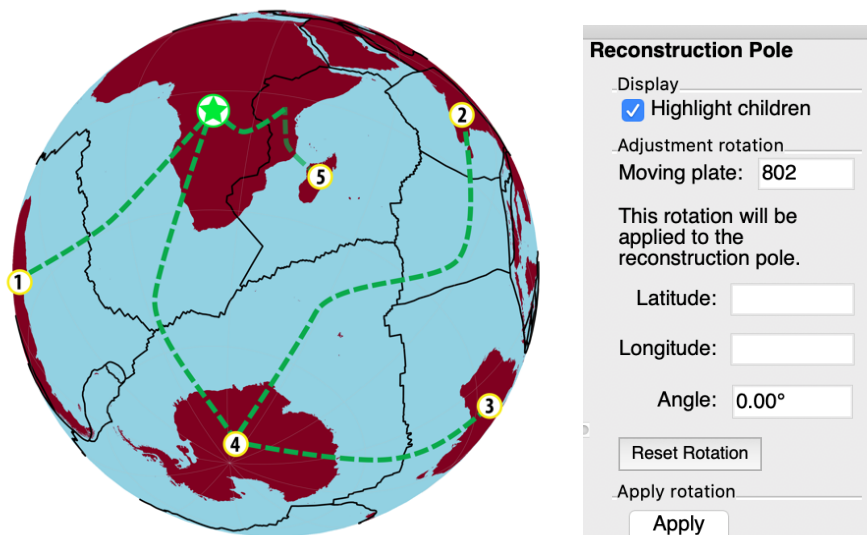 2
5
1
3
4
Reconstruction Pole
Display
Highlight children
Adjustment rotation
Moving plate: 802
This rotation will be
applied to the
reconstruction pole.
Latitude:
Longitude:
Angle: 0.00°
Reset Rotation
Apply rotation
Apply